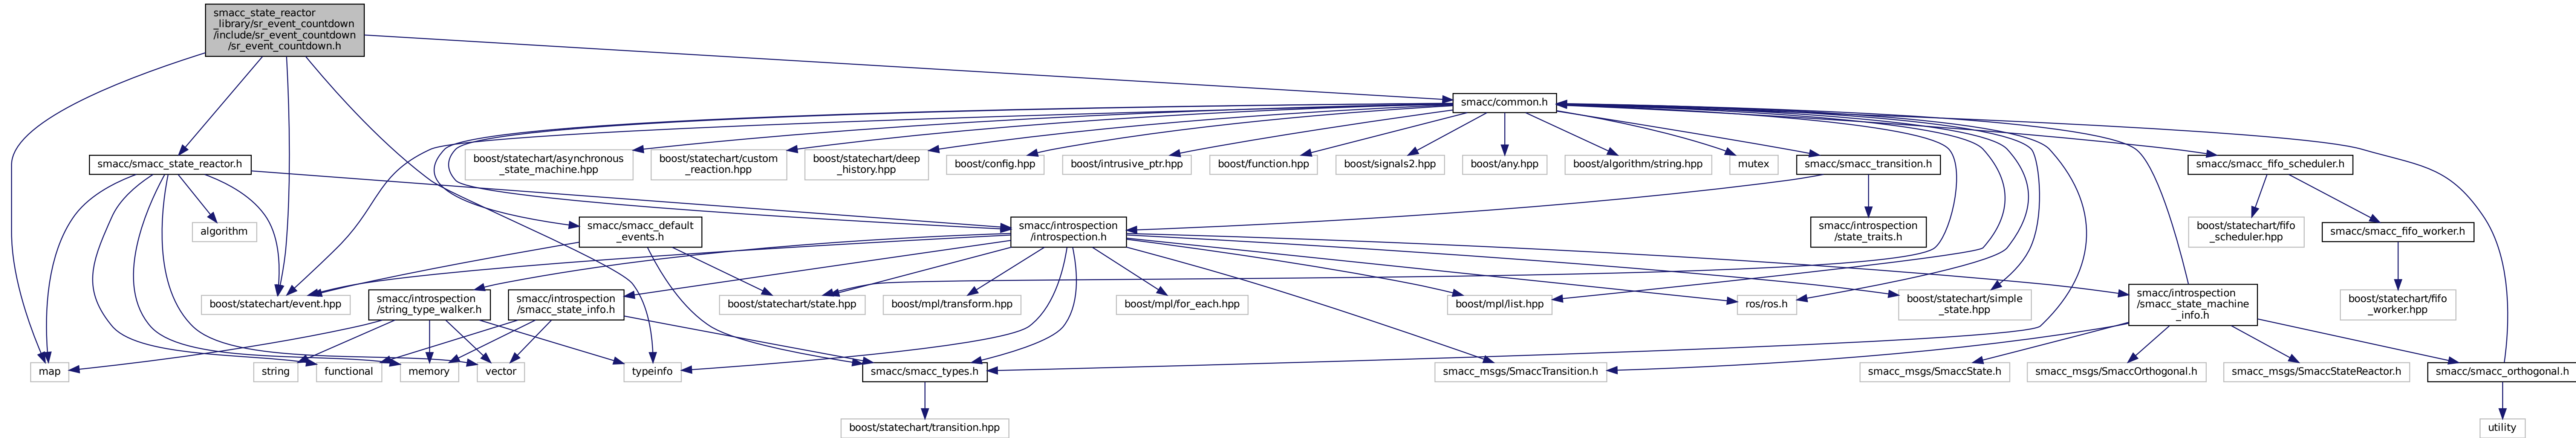 smacc_state_reactor
_library/sr_event_countdown
/include/sr_event_countdown
/sr_event_countdown.h
smacc/common.h
smacc/smacc_state_reactor.h
boost/statechart/asynchronous
_state_machine.hpp
boost/statechart/custom
_reaction.hpp
boost/statechart/deep
_history.hpp
boost/config.hpp
boost/intrusive_ptr.hpp
boost/function.hpp
boost/signals2.hpp
boost/any.hpp
boost/algorithm/string.hpp
mutex
smacc/smacc_transition.h
smacc/smacc_fifo_scheduler.h
algorithm
smacc/smacc_default
_events.h
smacc/introspection
/introspection.h
smacc/introspection
/state_traits.h
boost/statechart/fifo
_scheduler.hpp
smacc/smacc_fifo_worker.h
boost/statechart/event.hpp
smacc/introspection
/string_type_walker.h
smacc/introspection
/smacc_state_info.h
boost/statechart/state.hpp
boost/mpl/transform.hpp
boost/mpl/for_each.hpp
boost/mpl/list.hpp
ros/ros.h
boost/statechart/simple
_state.hpp
smacc/introspection
/smacc_state_machine
_info.h
boost/statechart/fifo
_worker.hpp
map
string
functional
memory
vector
typeinfo
smacc/smacc_types.h
smacc_msgs/SmaccTransition.h
smacc_msgs/SmaccState.h
smacc_msgs/SmaccOrthogonal.h
smacc_msgs/SmaccStateReactor.h
smacc/smacc_orthogonal.h
boost/statechart/transition.hpp
utility